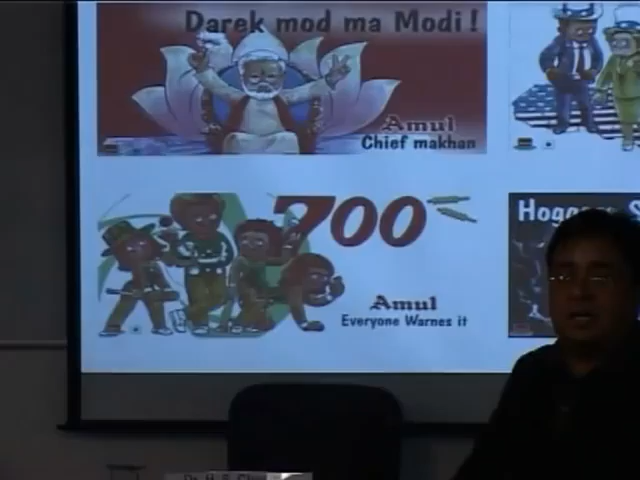 Darek mod ma Modi!
Amul
Chief makhan
700
Amul
Everyone Warnes it